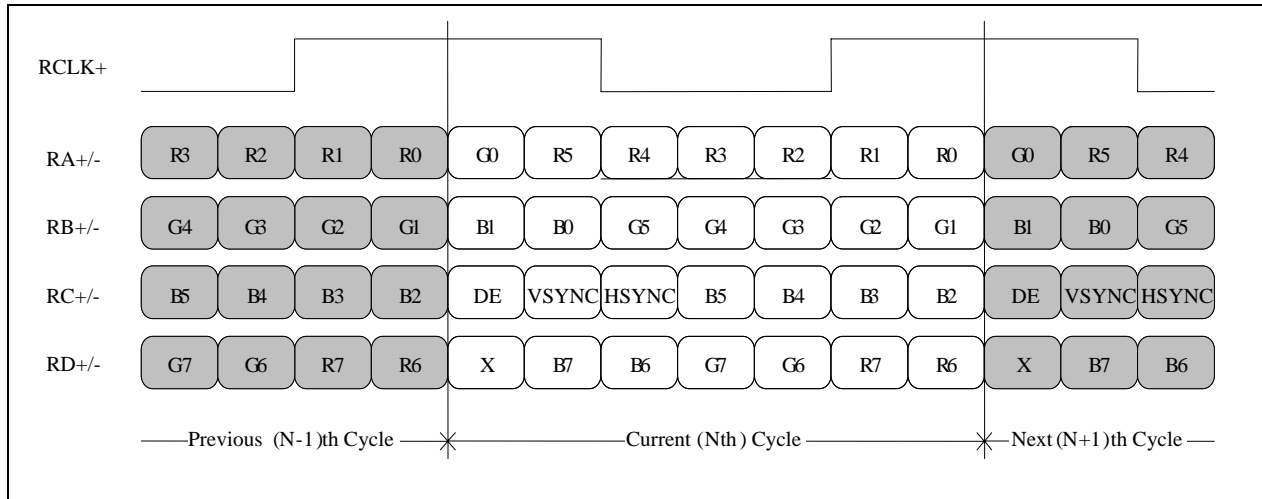 RCLK+
RA+/- R3 R2 R1 R0 G0 R5 R4 R3 R2 R1 R0 G0 R5 R4
RB+/- G4 G3 G2 G1 B1 B0 G5 G4 G3 G2 G1 B1 B0 G5
RC+/- B5 B4 B3 B2 DE VSYNC HSYNC B5 B4 B3 B2 DE VSYNC HSYNC
RD+/- G7 G6 R7 R6 X B7 B6 G7 G6 R7 R6 X B7 B6
Previous (N-1)th Cycle Current (Nth) Cycle Next (N+1)th Cycle